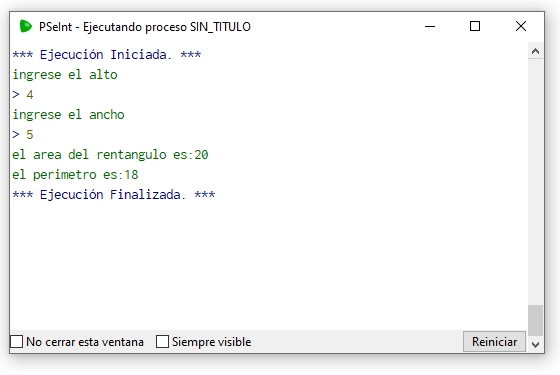 PSeInt - Ejecutando proceso SIN_TITULO
*** Ejecución Iniciada. ***
ingrese el alto
> 4
ingrese el ancho
> 5
el area del rentangulo es:20
el perimetro es:18
*** Ejecución Finalizada. ***
No cerrar esta ventana Siempre visible Reiniciar